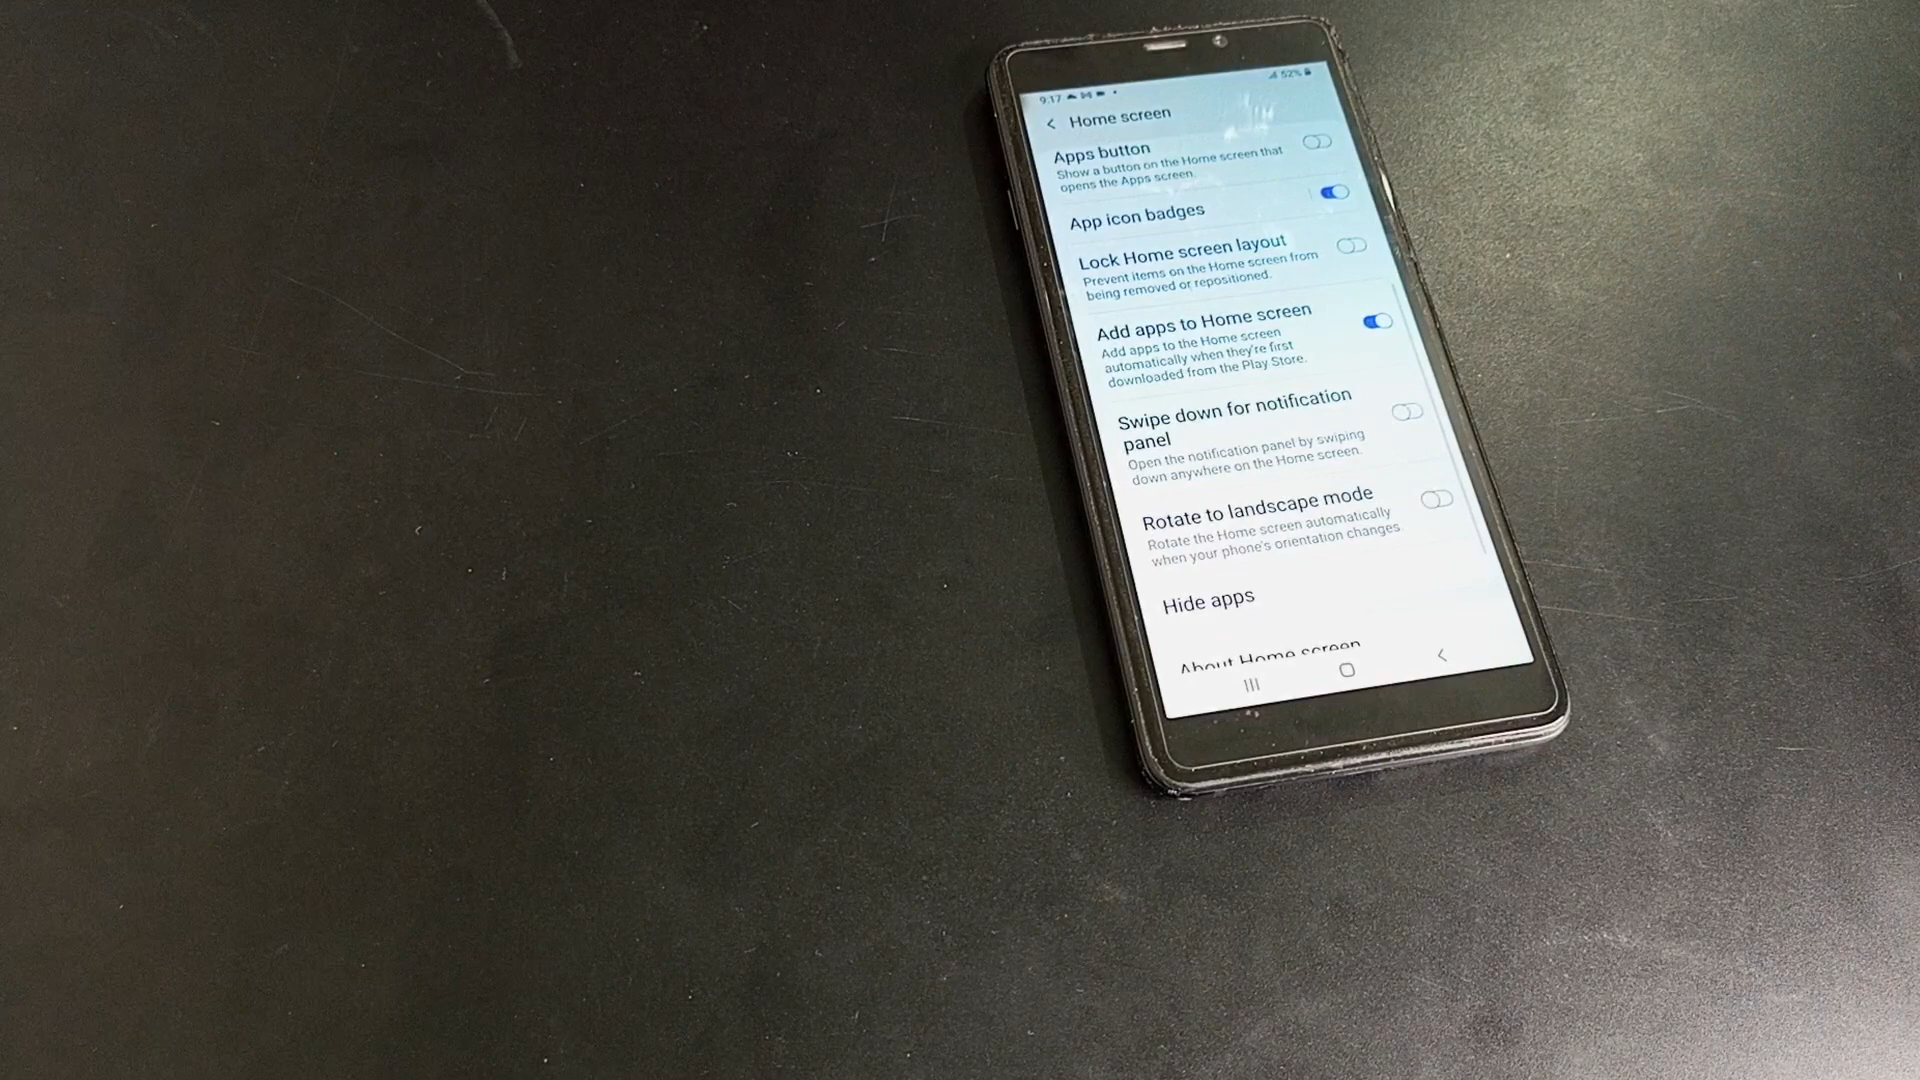 9:17
52%
Home screen
Apps button
Show a button on the Home screen that
opens the Apps screen.
App icon badges
Lock Home screen layout
Prevent items on the Home screen from
being removed or repositioned.
Add apps to Home screen
Add apps to the Home screen
automatically when they're first
downloaded from the Play Store.
Swipe down for notification
panel
Open the notification panel by swiping
down anywhere on the Home screen.
Rotate to landscape mode
Rotate the Home screen automatically
when your phone's orientation changes.
Hide apps
About Home screen